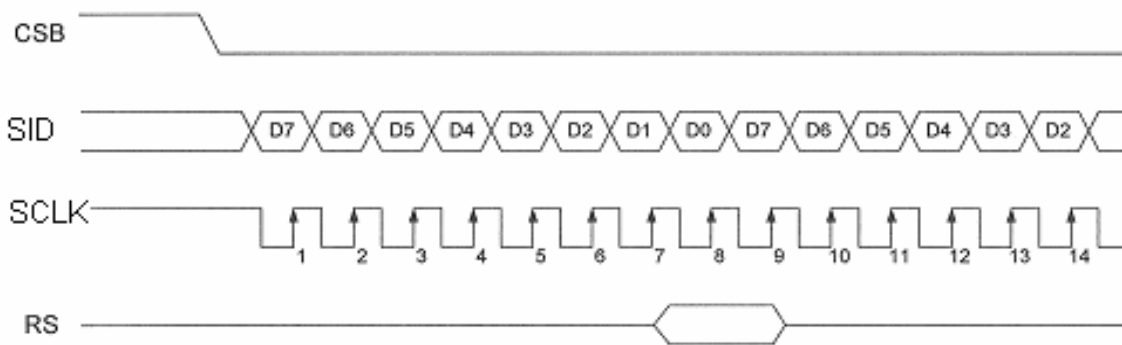 CSB
SID D7 D6 D5 D4 D3 D2 D1 D0 D7 D6 D5 D4 D3 D2
SCLK
1 2 3 4 5 6 7 8 9 10 11 12 13 14
RS